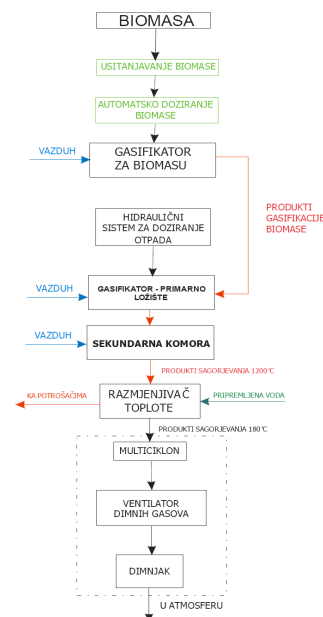 BIOMASA
USITANJAVANJE BIOMASE
AUTOMATSKO DOZIRANJE
BIOMASE
VAZDUH
GASIFIKATOR
ZA BIOMASU
PRODUKTI
GASIFIKACIJE
BIOMASE
HIDRAULIČNI
SISTEM ZA DOZIRANJE
OTPADA
VAZDUH
GASIFIKATOR - PRIMARNO
LOŽIŠTE
VAZDUH
SEKUNDARNA KOMORA
PRODUKTI SAGORJEVANJA 1200°C
KA POTROŠAČIMA
RAZMJENJIVAČ
TOPLOTE
PRIPREMLJENA VODA
PRODUKTI SAGORJEVANJA 180°C
MULTICIKLON
VENTILATOR
DIMNIH GASOVA
DIMNJAK
U ATMOSFERU